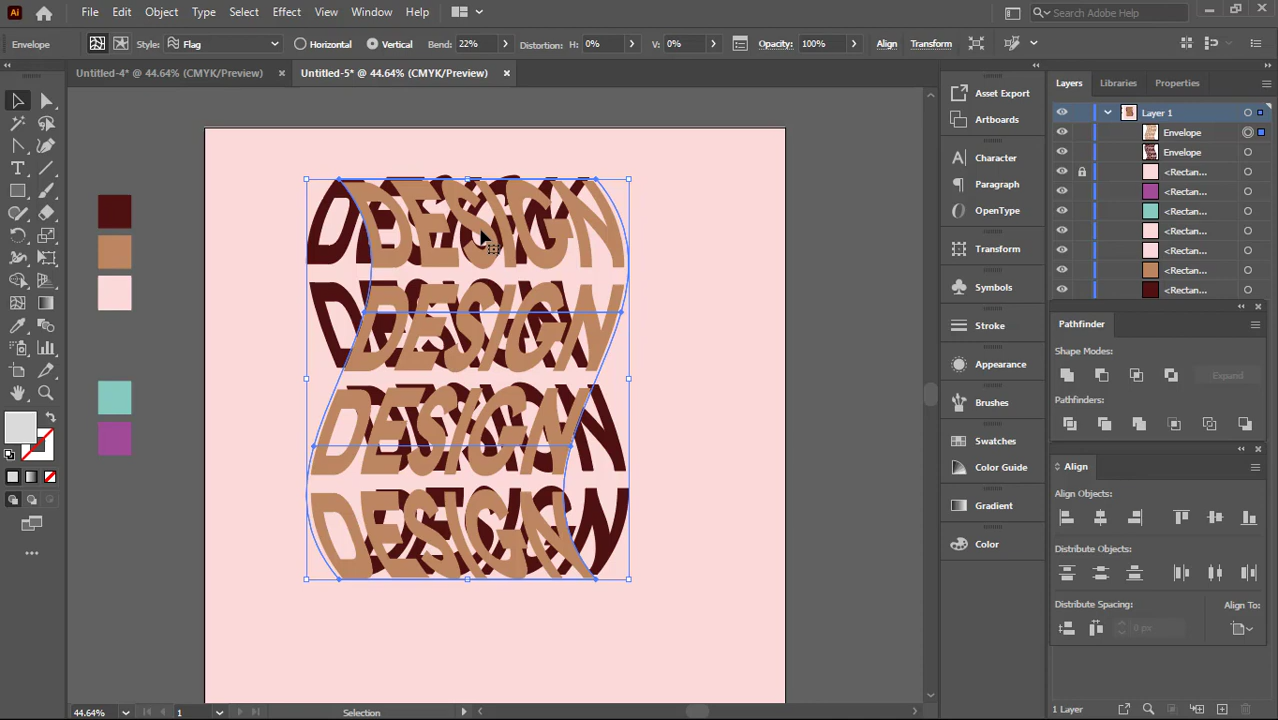 Ai File Edit Object Type Select Effect View Window Help Search Adobe Help
Envelope Style: Flag Horizontal Vertical Bend: 22% Distortion: H: 0% V: 0% Opacity: 100% Align Transform
Untitled-4* @ 44.64% (CMYK/Preview) × Untitled-5* @ 44.64% (CMYK/Preview) ×
DESIGN
DESIGN
DESIGN
DESIGN
DESIGN
DESIGN
DESIGN
DESIGN
Asset Export
Artboards
Character
Paragraph
OpenType
Transform
Symbols
Stroke
Appearance
Brushes
Swatches
Color Guide
Gradient
Color
Layers Libraries Properties
Layer 1
Envelope
Envelope
<Rectan...
<Rectan...
<Rectan...
<Rectan...
<Rectan...
<Rectan...
<Rectan...
Pathfinder
Shape Modes:
Expand
Pathfinders:
Align
Align Objects:
Distribute Objects:
Distribute Spacing: Align To:
0 px
1 Layer
44.64% 1 Selection